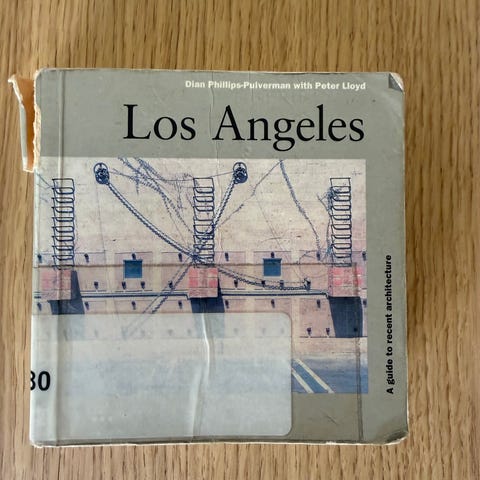 Dian Phillips-Pulverman with Peter Lloyd
Los Angeles
A guide to recent architecture
30